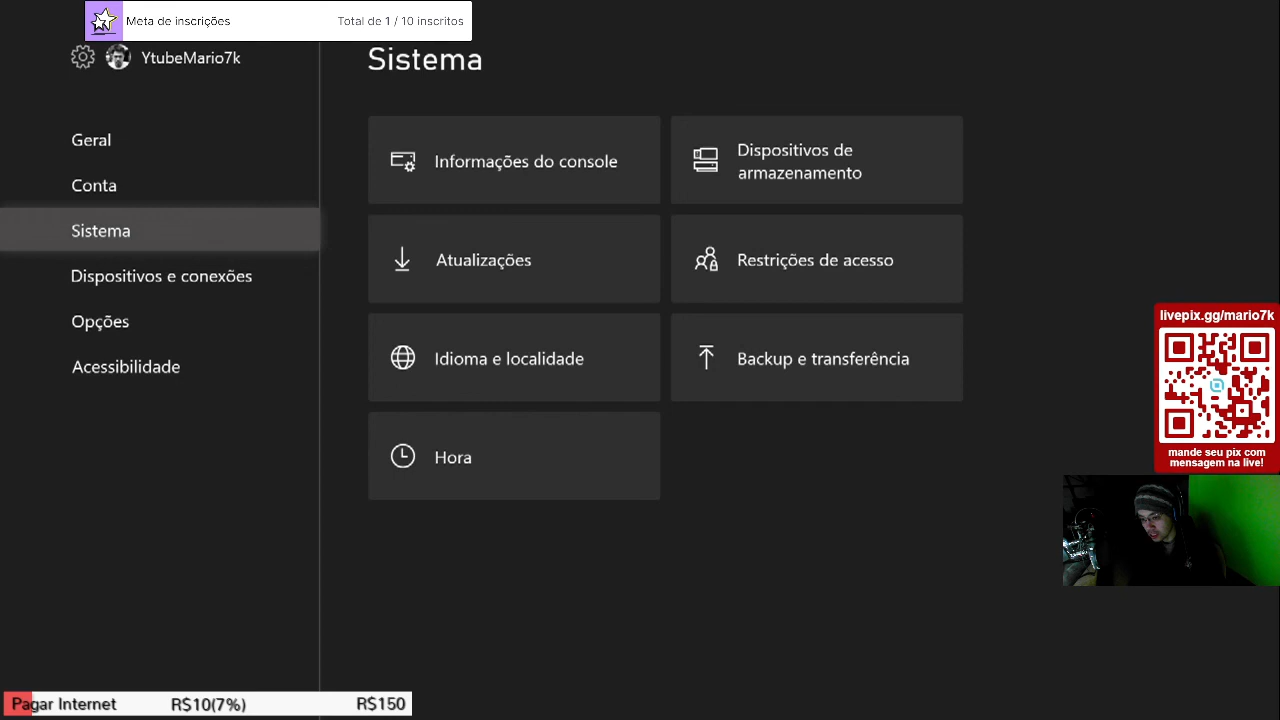 Meta de inscrições
Total de 1 / 10 inscritos
YtubeMario7k
Sistema
Geral
Conta
Sistema
Dispositivos e conexões
Opções
Acessibilidade
Informações do console
Dispositivos de
armazenamento
Atualizações
Restrições de acesso
Idioma e localidade
Backup e transferência
Hora
livepix.gg/mario7k
mande seu pix com
mensagem na live!
Pagar Internet
R$10(7%)
R$150